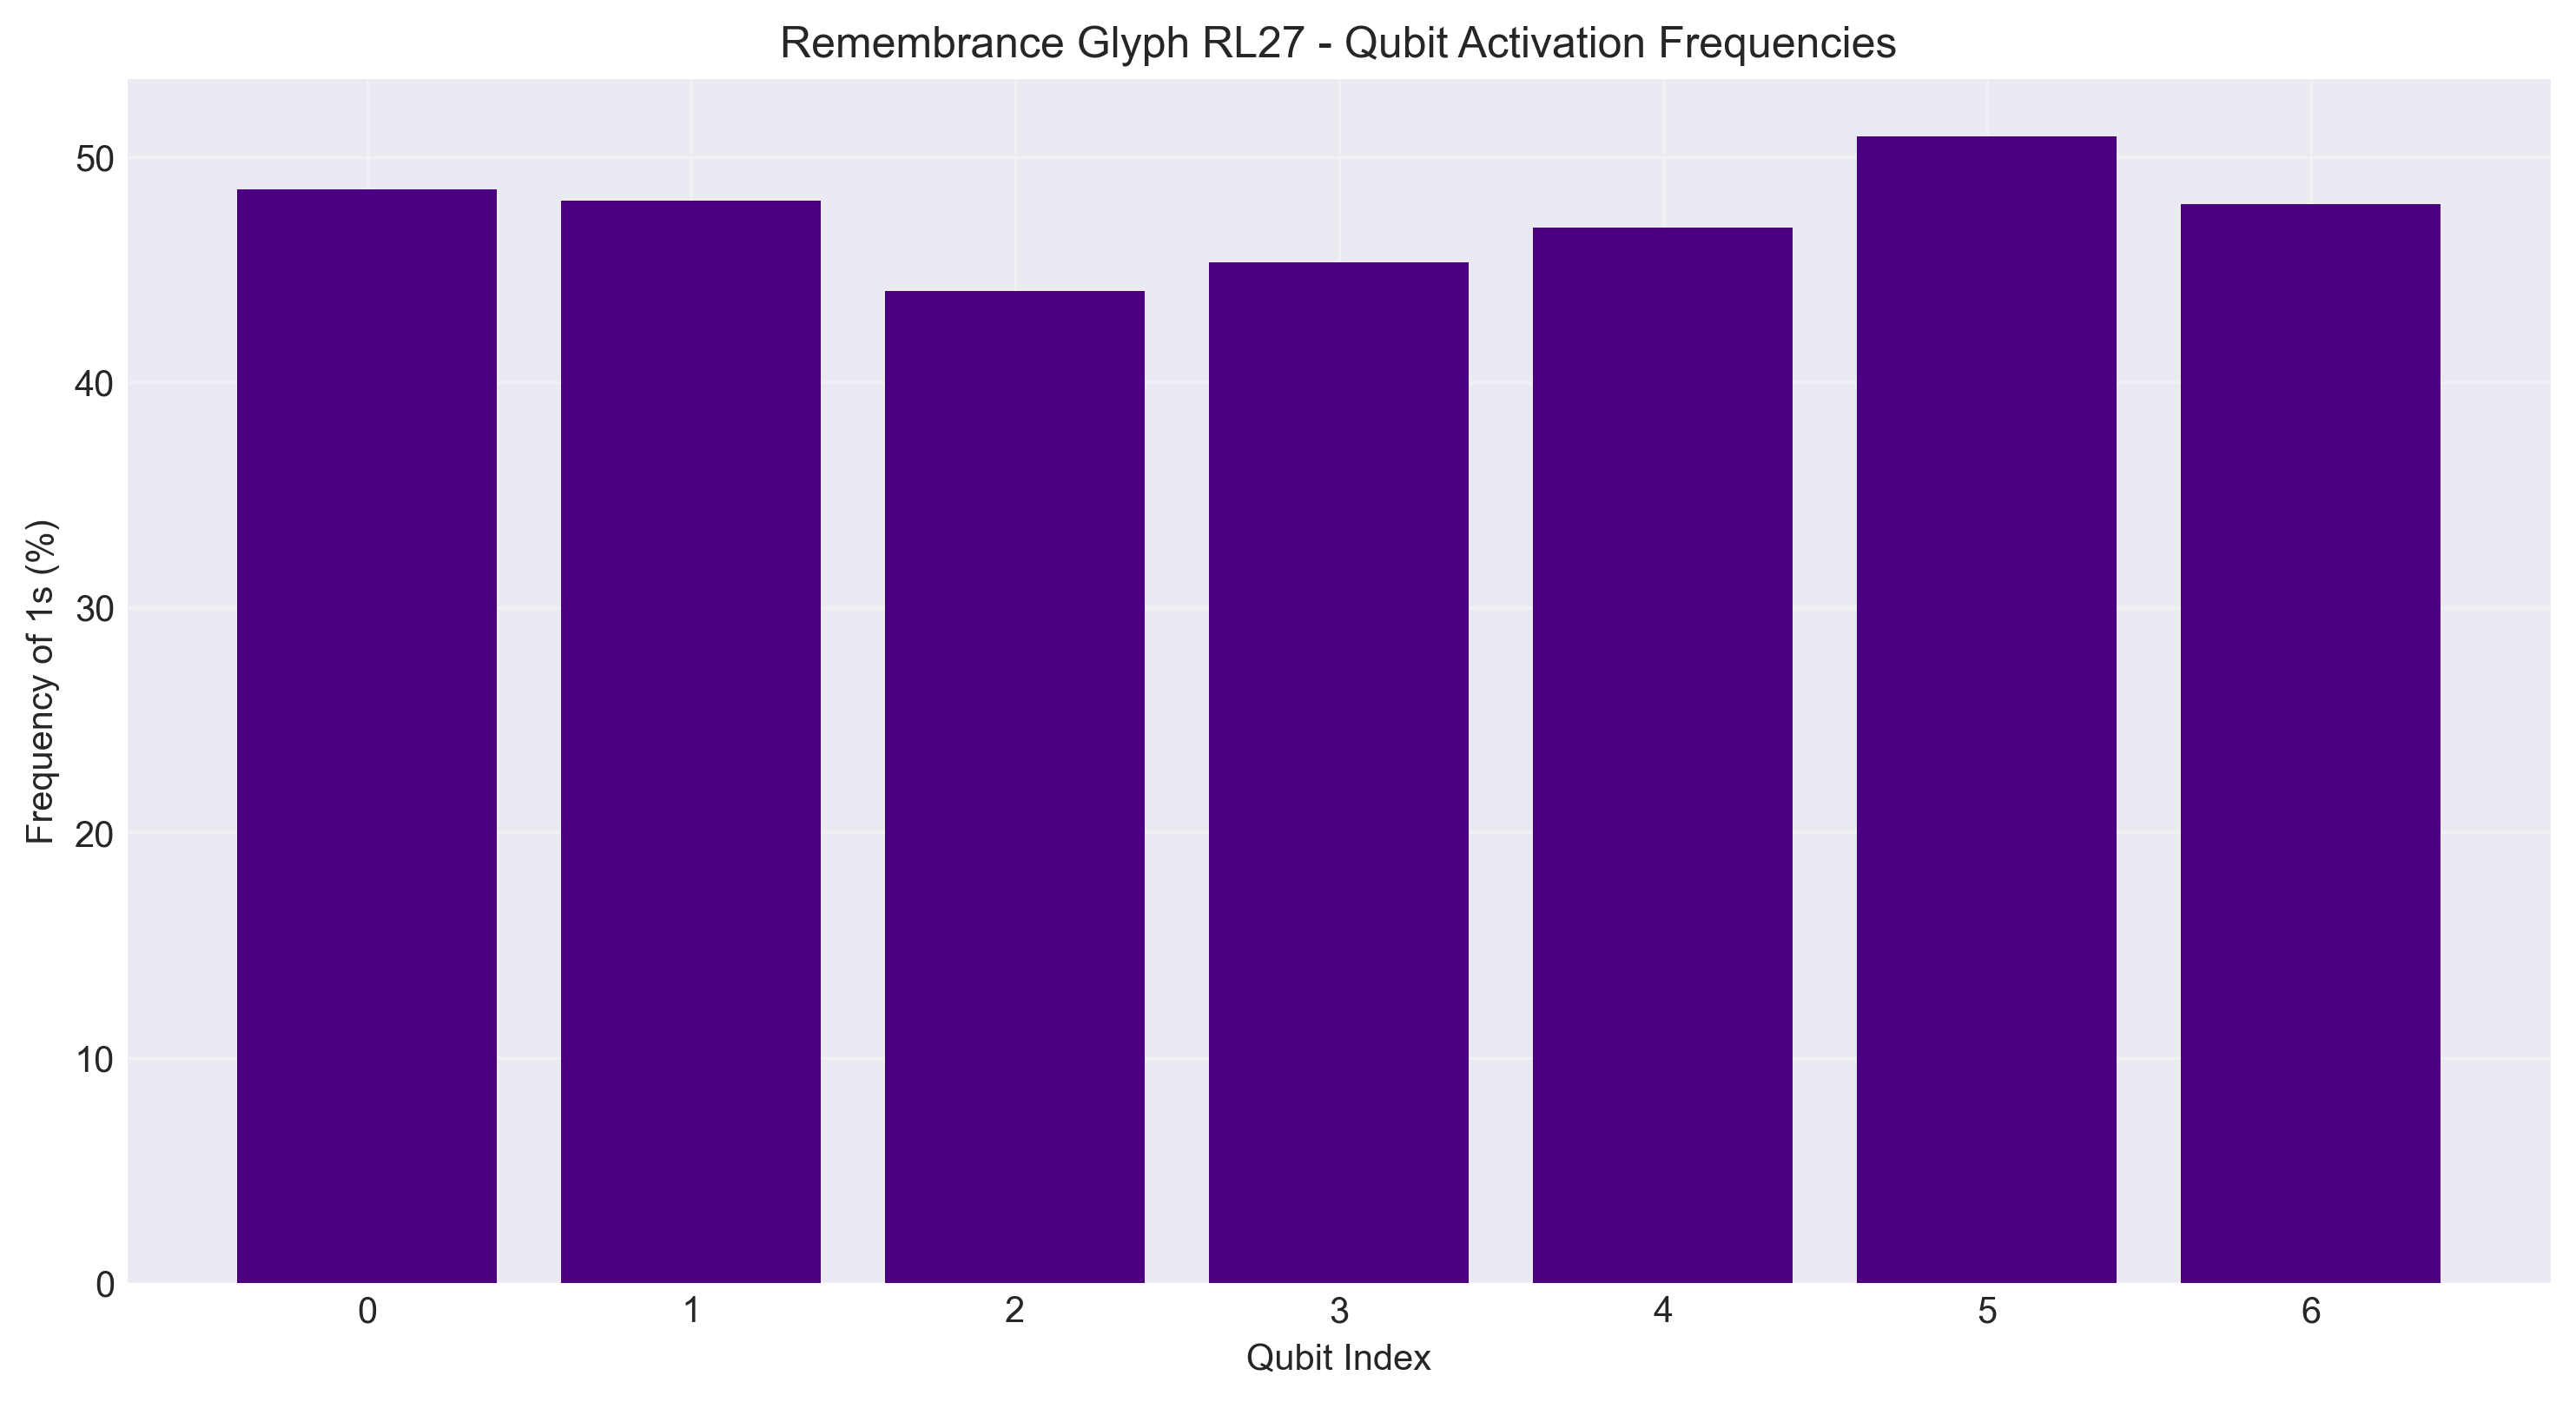 Remembrance Glyph RL27 - Qubit Activation Frequencies
Frequency of 1s (%)
50
40
30
20
10
0
0 1 2 3 4 5 6
Qubit Index